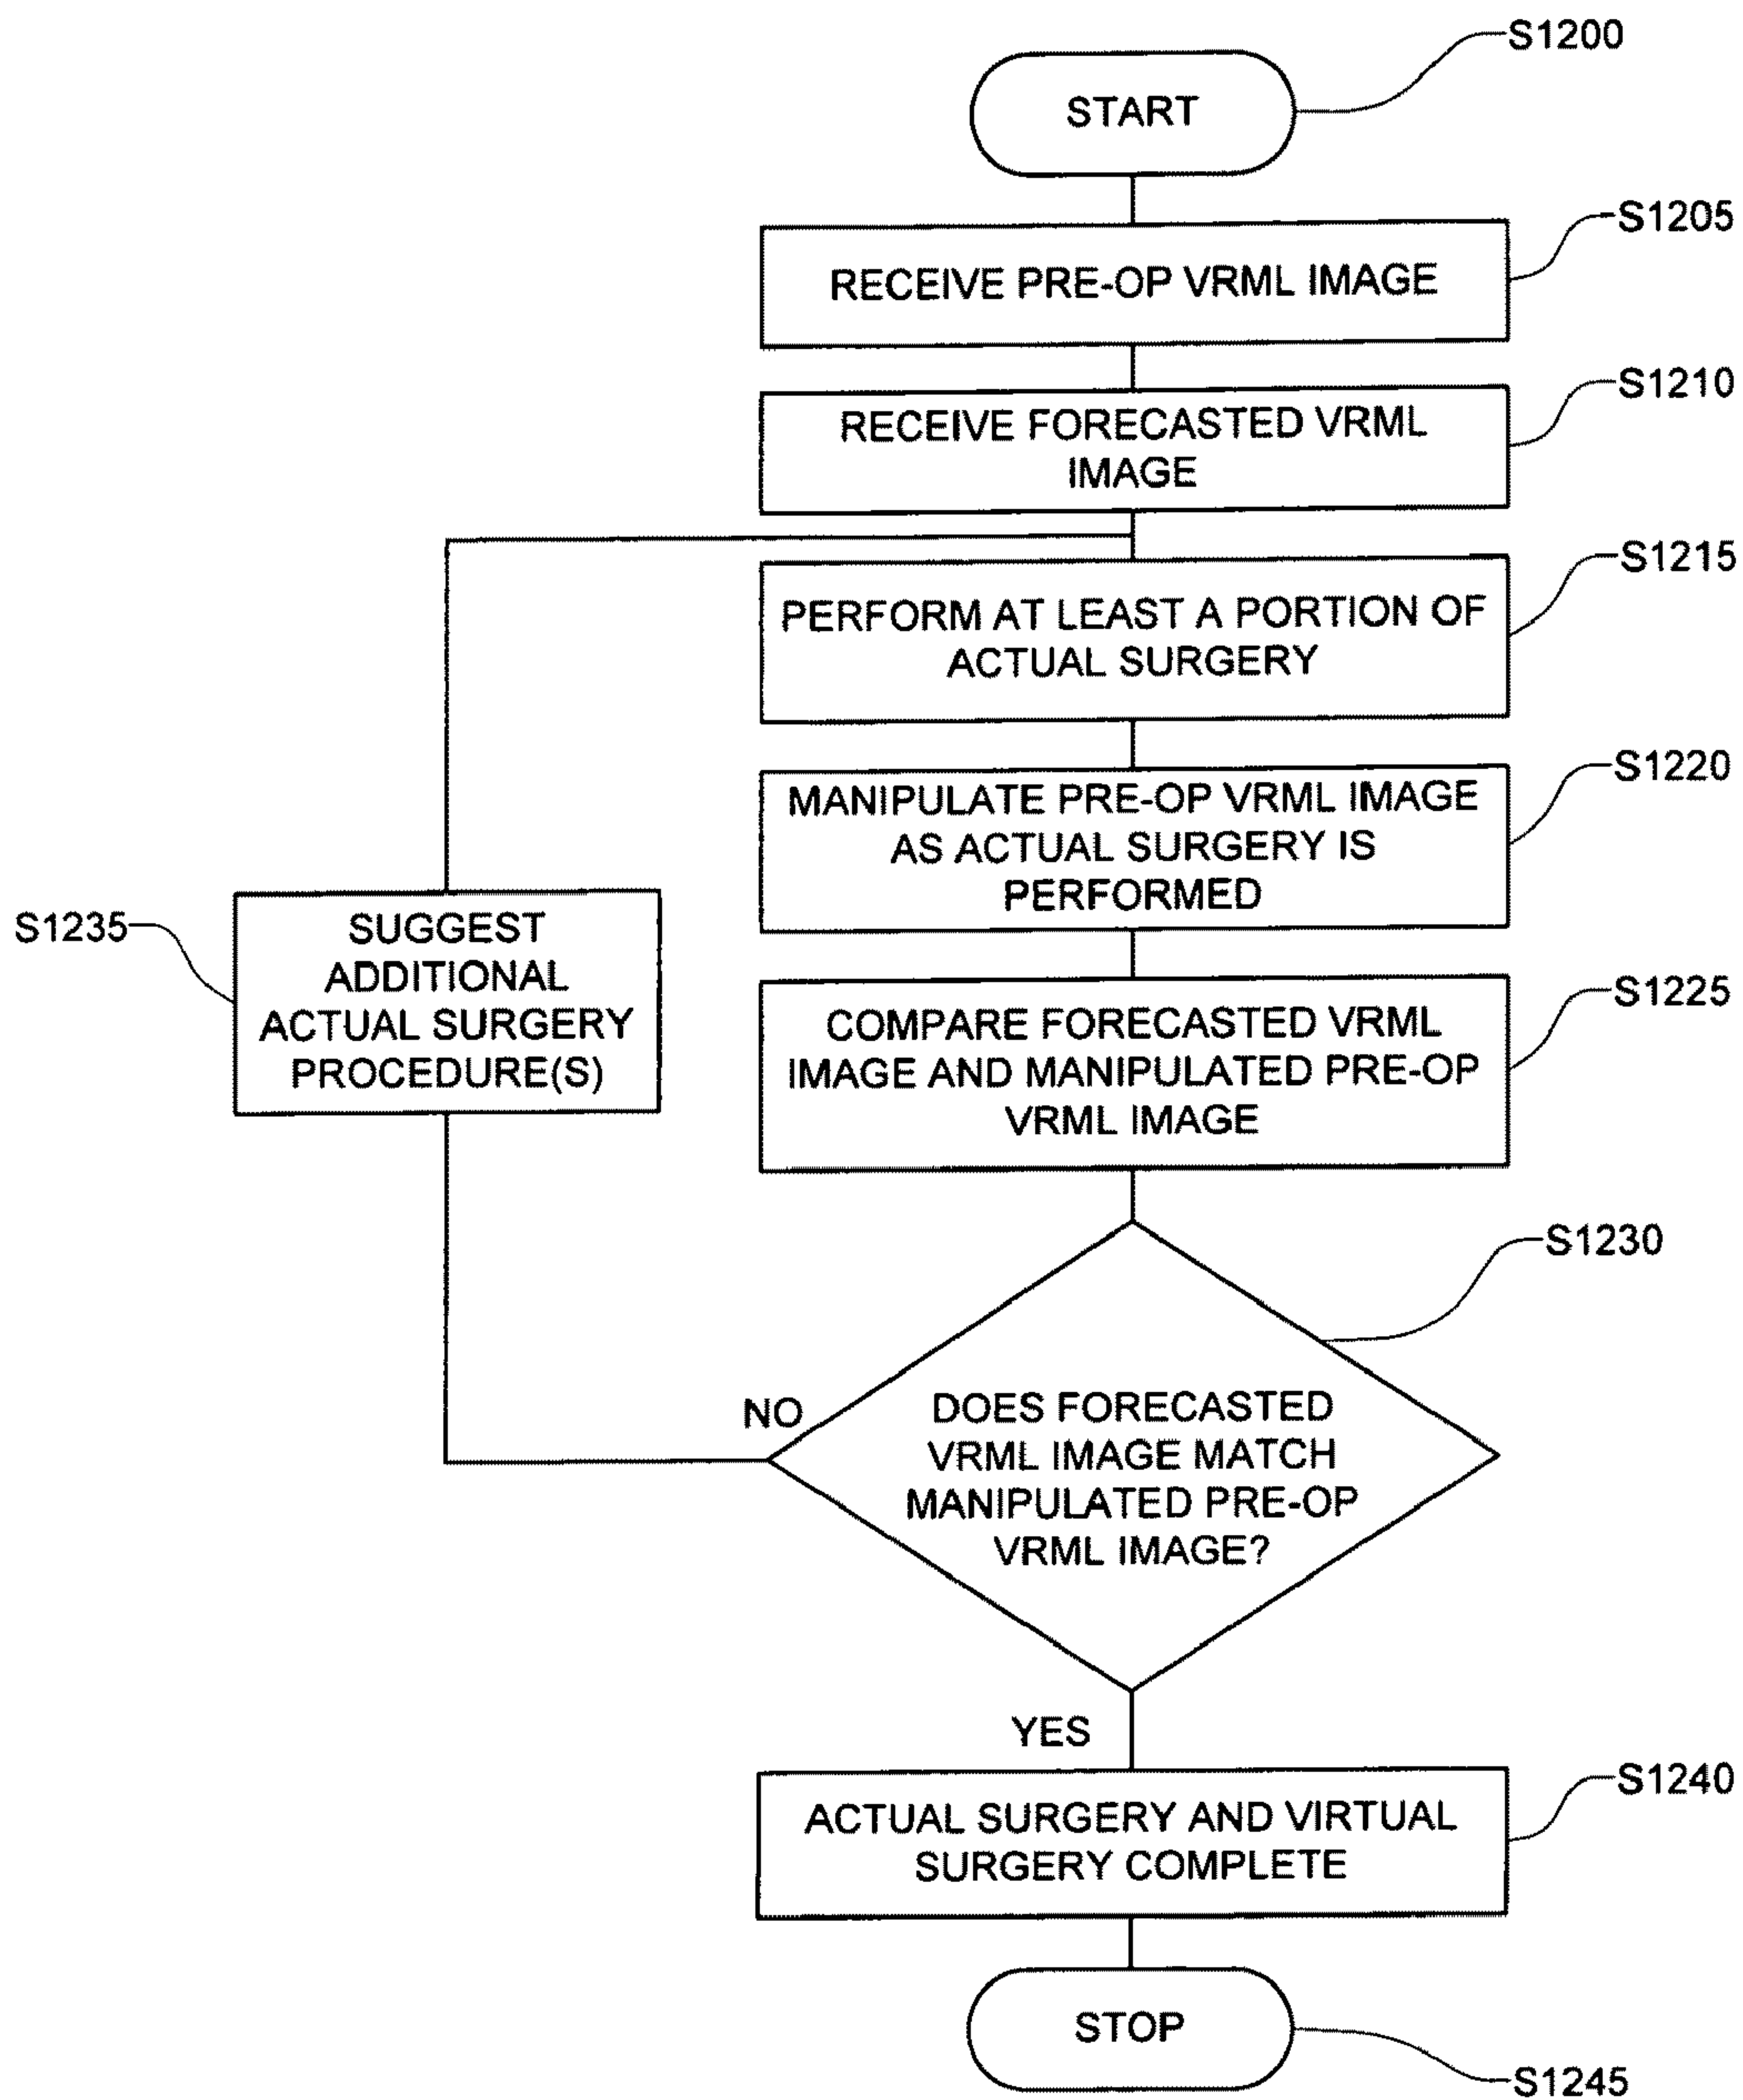 S1200
START
S1205
RECEIVE PRE-OP VRML IMAGE
S1210
RECEIVE FORECASTED VRML
IMAGE
S1215
PERFORM AT LEAST A PORTION OF
ACTUAL SURGERY
S1220
MANIPULATE PRE-OP VRML IMAGE
AS ACTUAL SURGERY IS
PERFORMED
S1235
SUGGEST
ADDITIONAL
ACTUAL SURGERY
PROCEDURE(S)
S1225
COMPARE FORECASTED VRML
IMAGE AND MANIPULATED PRE-OP
VRML IMAGE
S1230
NO
DOES FORECASTED
VRML IMAGE MATCH
MANIPULATED PRE-OP
VRML IMAGE?
YES
S1240
ACTUAL SURGERY AND VIRTUAL
SURGERY COMPLETE
STOP
S1245